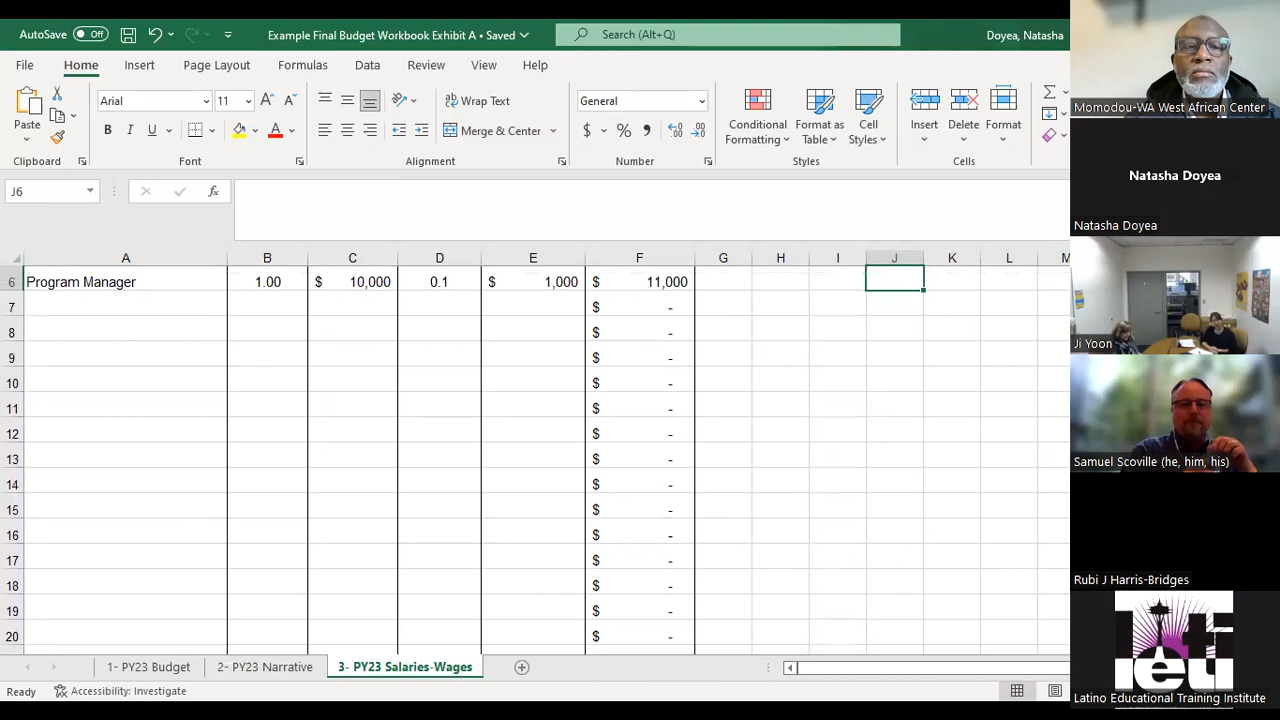 AutoSave Off Example Final Budget Workbook Exhibit A • Saved Search (Alt+Q) Doyea, Natasha
File Home Insert Page Layout Formulas Data Review View Help
Arial 11 Wrap Text General
Paste B I U Merge & Center $ % Conditional Formatting Format as Table Cell Styles Insert Delete Format
Clipboard Font Alignment Number Styles Cells
J6 fx
A B C D E F G H I J K L M
6 Program Manager 1.00 $ 10,000 0.1 $ 1,000 $ 11,000
7 $ -
8 $ -
9 $ -
10 $ -
11 $ -
12 $ -
13 $ -
14 $ -
15 $ -
16 $ -
17 $ -
18 $ -
19 $ -
20 $ -
1- PY23 Budget 2- PY23 Narrative 3- PY23 Salaries-Wages
Ready Accessibility: Investigate
Momodou-WA West African Center
Natasha Doyea
Natasha Doyea
Ji Yoon
Samuel Scoville (he, him, his)
Rubi J Harris-Bridges
leti
Latino Educational Training Institute